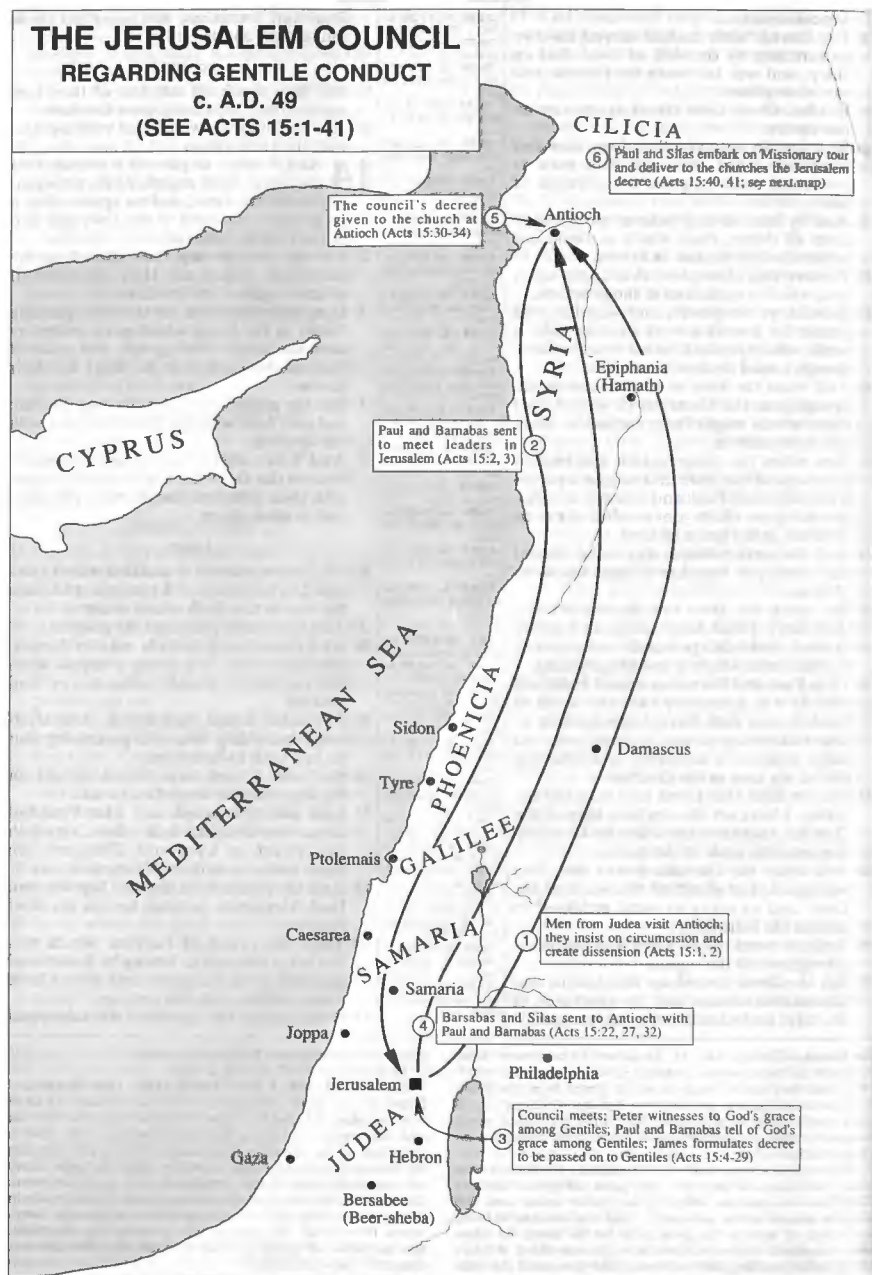 THE JERUSALEM COUNCIL
REGARDING GENTILE CONDUCT
c. A.D. 49
(SEE ACTS 15:1-41)
CILICIA
6
Paul and Silas embark on Missionary tour
and deliver to the churches the Jerusalem
decree (Acts 15:40, 41; see next map)
The council's decree
given to the church at
Antioch (Acts 15:30-34)
5
Antioch
SYRIA
Epiphania
(Hamath)
CYPRUS
Paul and Barnabas sent
to meet leaders in
Jerusalem (Acts 15:2, 3)
2
MEDITERRANEAN SEA
PHOENICIA
Sidon
Damascus
Tyre
Ptolemais
GALILEE
Caesarea
SAMARIA
1
Men from Judea visit Antioch;
they insist on circumcision and
create dissension (Acts 15:1, 2)
Samaria
4
Barsabas and Silas sent to Antioch with
Paul and Barnabas (Acts 15:22, 27, 32)
Joppa
Philadelphia
Jerusalem
JUDEA
3
Council meets; Peter witnesses to God's grace
among Gentiles; Paul and Barnabas tell of God's
grace among Gentiles; James formulates decree
to be passed on to Gentiles (Acts 15:4-29)
Gaza
Hebron
Bersabee
(Beer-sheba)